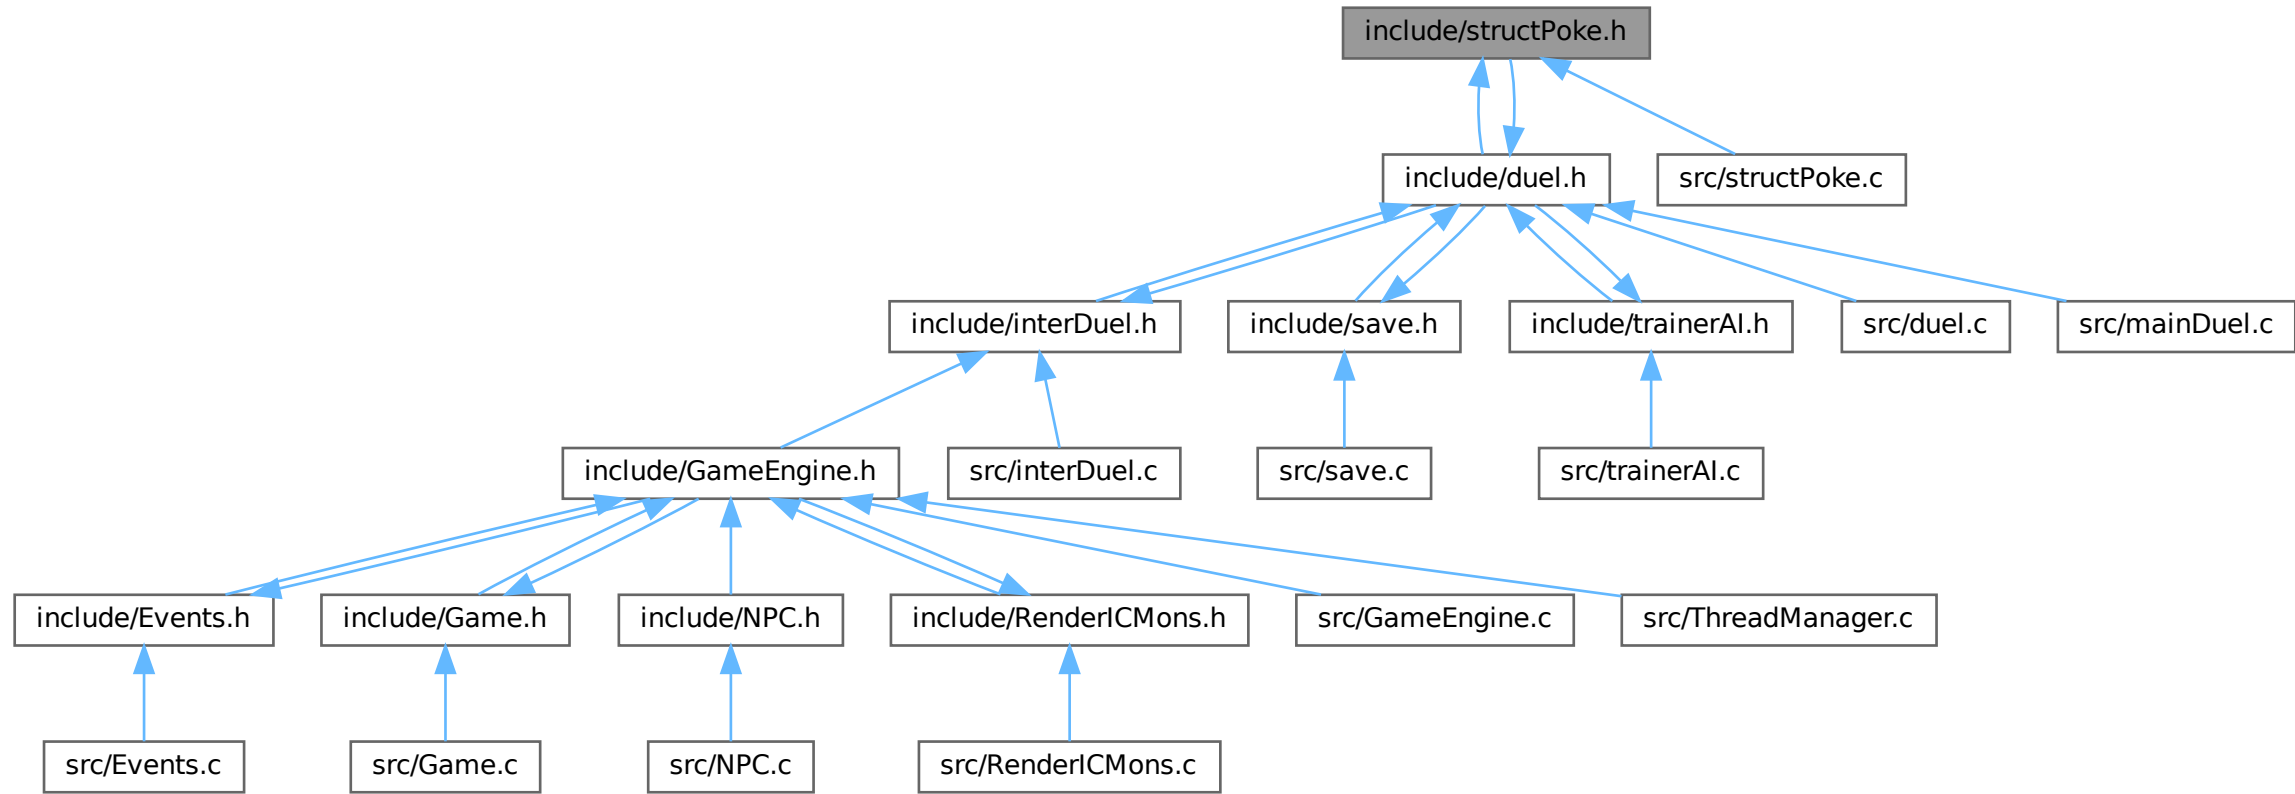 include/structPoke.h
include/duel.h
src/structPoke.c
include/interDuel.h
include/save.h
include/trainerAI.h
src/duel.c
src/mainDuel.c
include/GameEngine.h
src/interDuel.c
src/save.c
src/trainerAI.c
include/Events.h
include/Game.h
include/NPC.h
include/RenderICMons.h
src/GameEngine.c
src/ThreadManager.c
src/Events.c
src/Game.c
src/NPC.c
src/RenderICMons.c